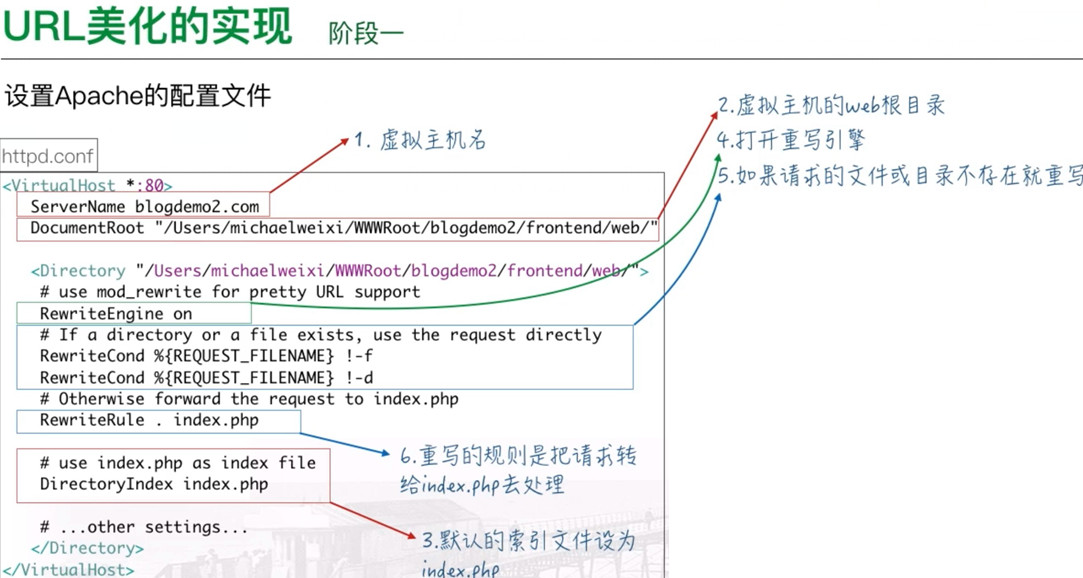 URL美化的实现 阶段一
设置Apache的配置文件
httpd.conf
<VirtualHost *:80>
ServerName blogdemo2.com
DocumentRoot "/Users/michaelweixi/WWWRoot/blogdemo2/frontend/web/"
<Directory "/Users/michaelweixi/WWWRoot/blogdemo2/frontend/web/">
# use mod_rewrite for pretty URL support
RewriteEngine on
# If a directory or a file exists, use the request directly
RewriteCond %{REQUEST_FILENAME} !-f
RewriteCond %{REQUEST_FILENAME} !-d
# Otherwise forward the request to index.php
RewriteRule . index.php
# use index.php as index file
DirectoryIndex index.php
# ...other settings...
</Directory>
</VirtualHost>
1. 虚拟主机名
2.虚拟主机的web根目录
4.打开重写引擎
5.如果请求的文件或目录不存在就重写
6.重写的规则是把请求转
给index.php去处理
3.默认的索引文件设为
index.php